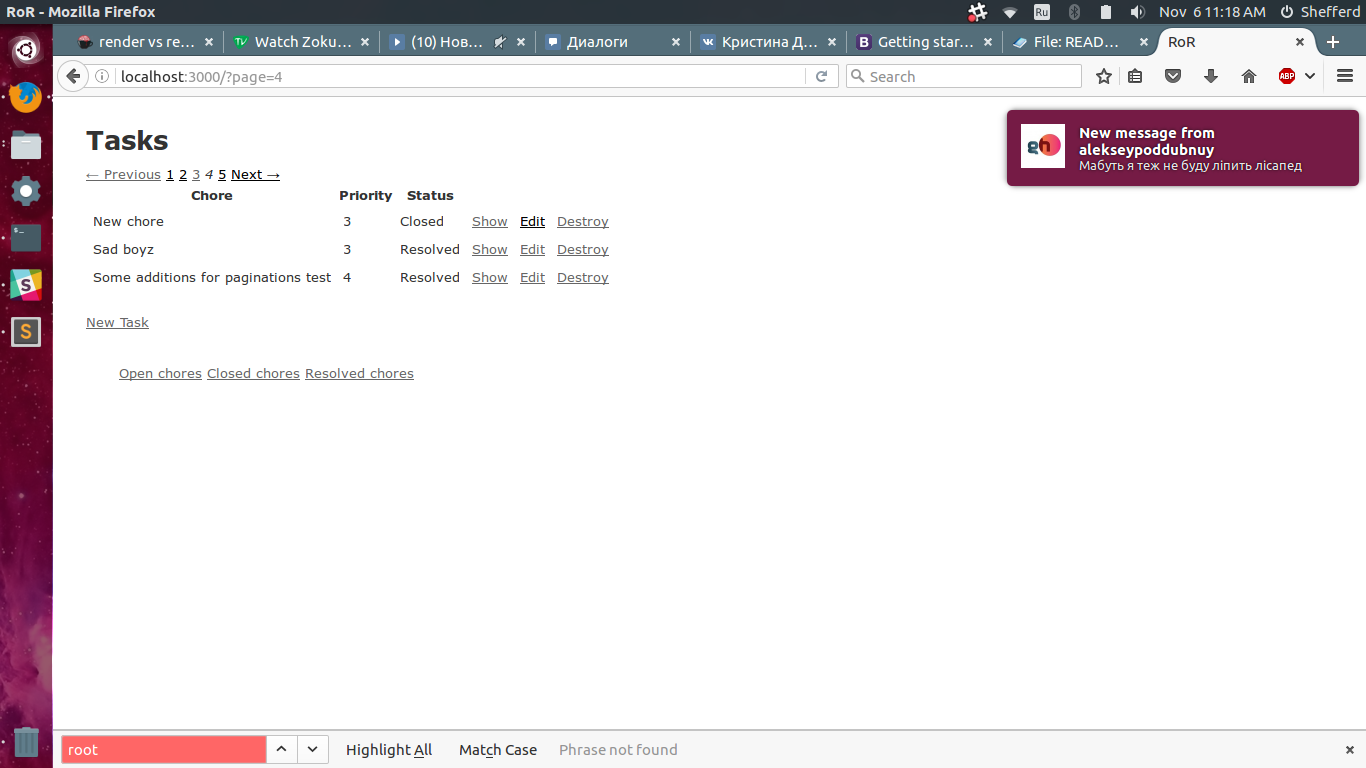 RoR - Mozilla Firefox
Ru
Nov 6 11:18 AM
Shefferd
render vs re...
Watch Zoku...
(10) Нов...
Диалоги
Кристина Д...
Getting star...
File: READ...
RoR
localhost:3000/?page=4
Search
ABP
Tasks
← Previous 1 2 3 4 5 Next →
Chore Priority Status
New chore 3 Closed Show Edit Destroy
Sad boyz 3 Resolved Show Edit Destroy
Some additions for paginations test 4 Resolved Show Edit Destroy
New Task
Open chores Closed chores Resolved chores
New message from
alekseypoddubnuy
Мабуть я теж не буду ліпить лісапед
root
Highlight All
Match Case
Phrase not found